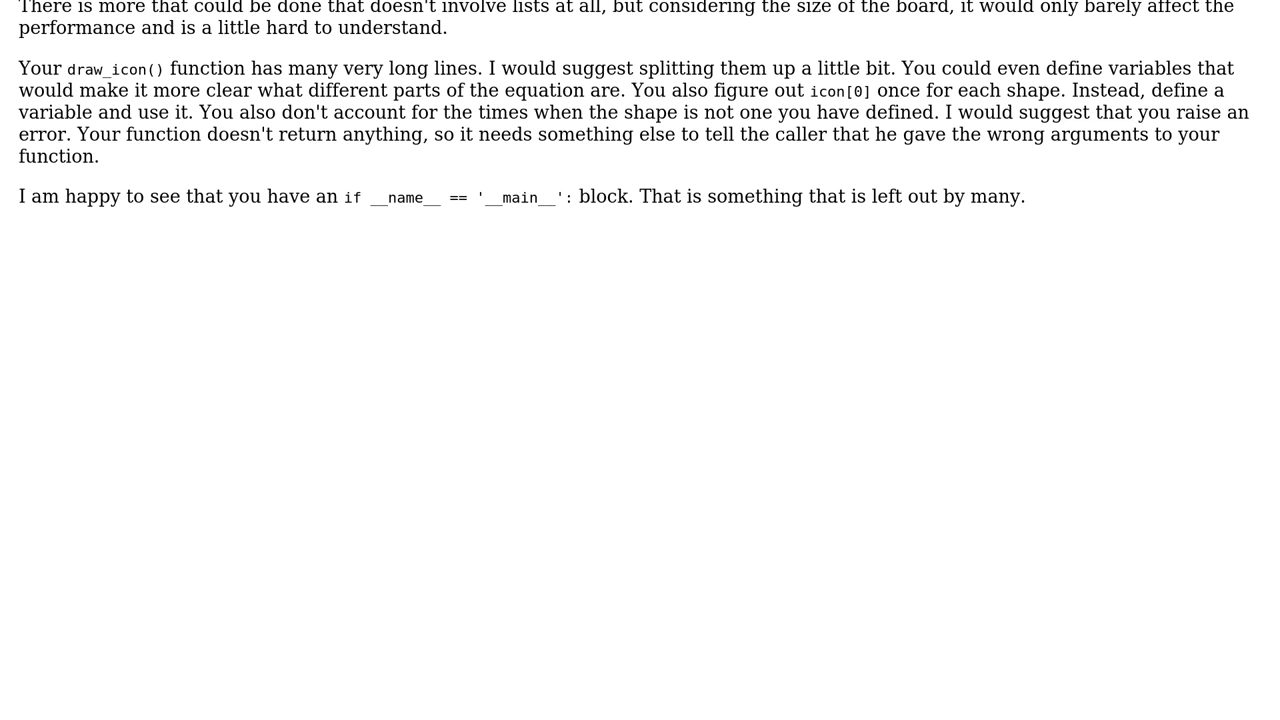 There is more that could be done that doesn't involve lists at all, but considering the size of the board, it would only barely affect the
performance and is a little hard to understand.
Your draw_icon() function has many very long lines. I would suggest splitting them up a little bit. You could even define variables that
would make it more clear what different parts of the equation are. You also figure out icon[0] once for each shape. Instead, define a
variable and use it. You also don't account for the times when the shape is not one you have defined. I would suggest that you raise an
error. Your function doesn't return anything, so it needs something else to tell the caller that he gave the wrong arguments to your
function.
I am happy to see that you have an if __name__ == '__main__': block. That is something that is left out by many.